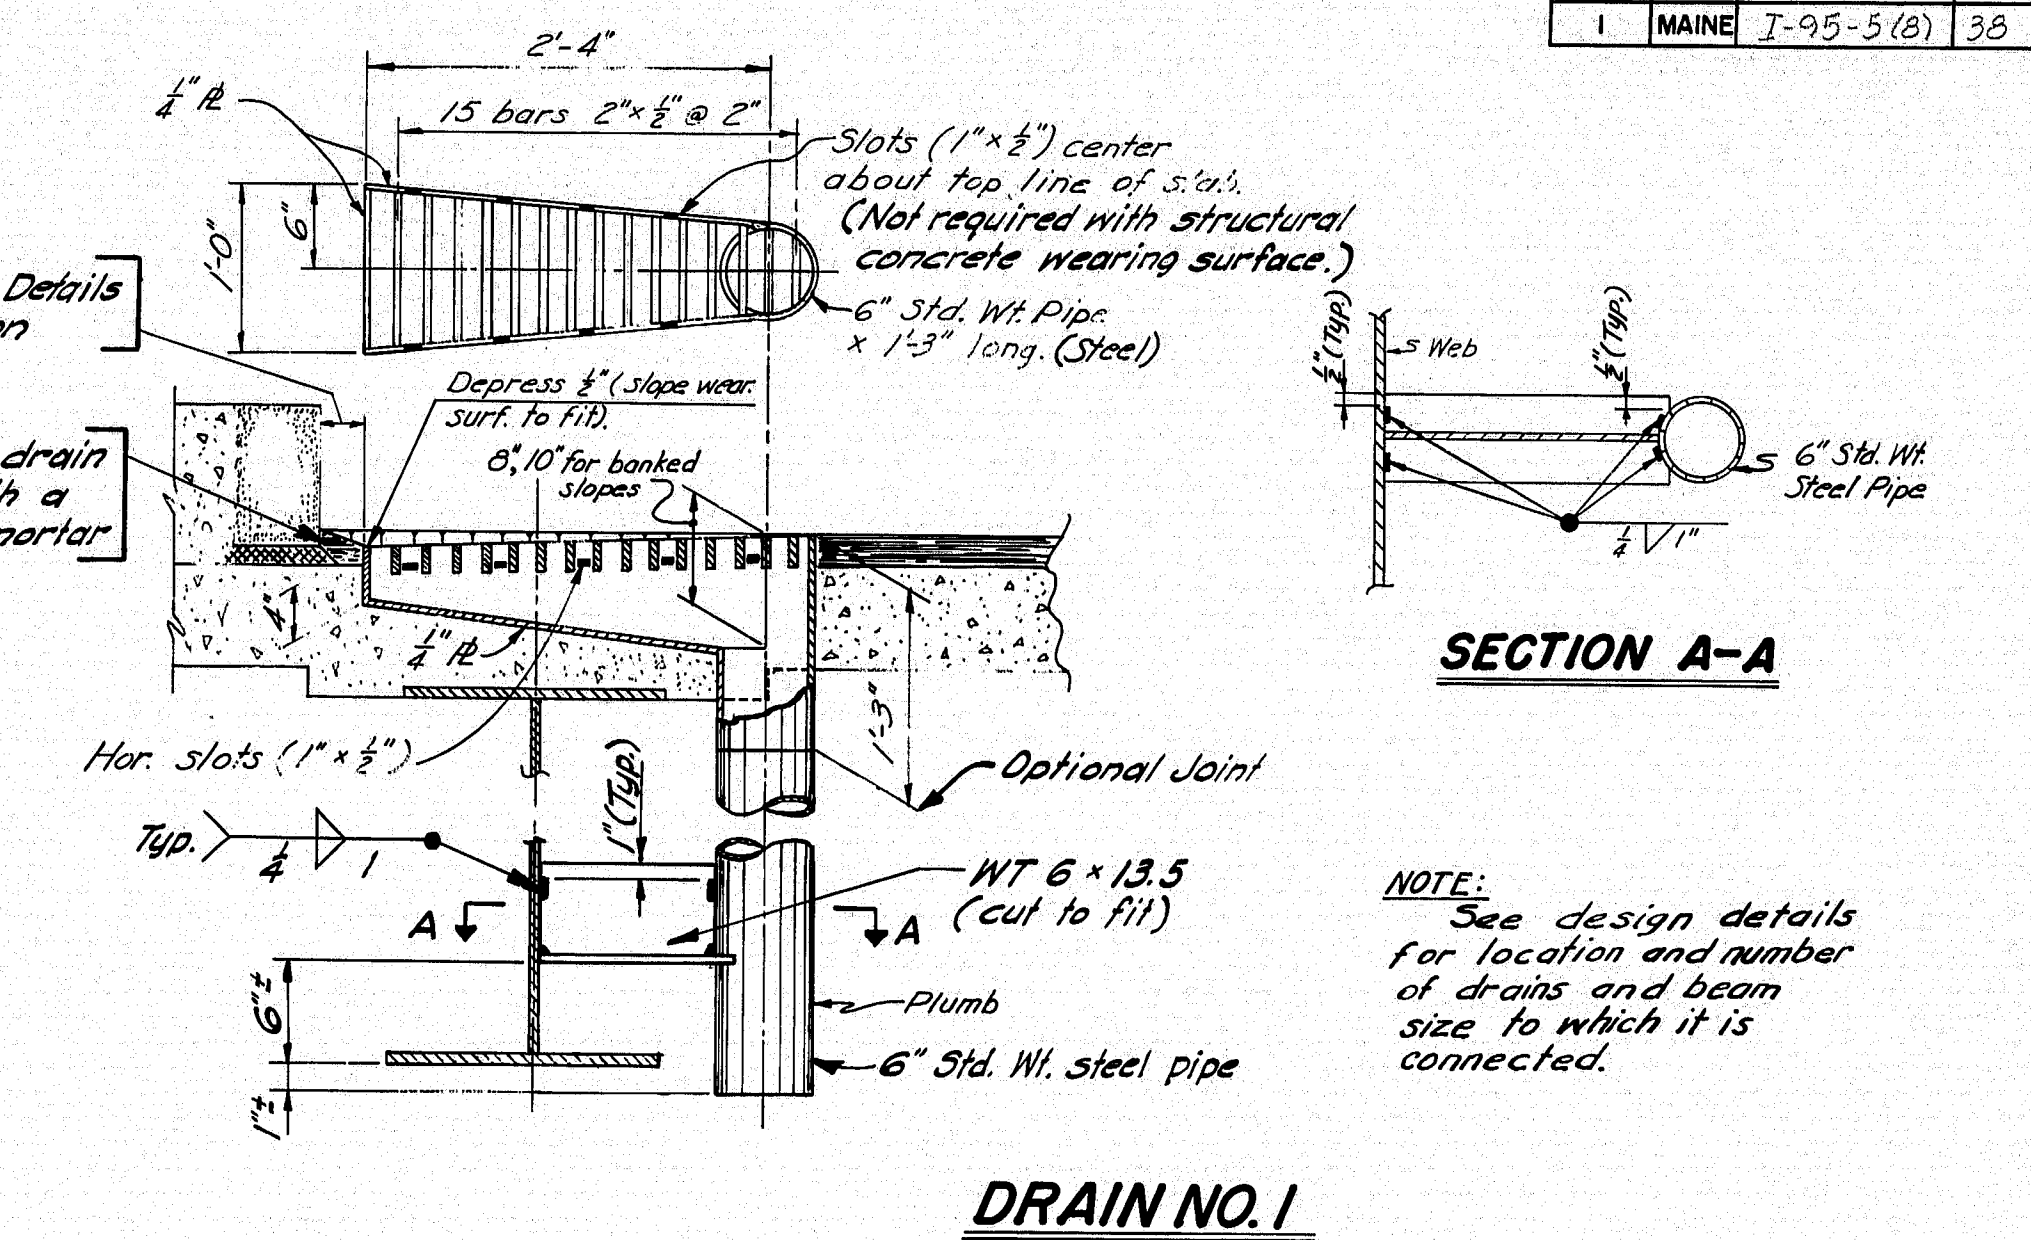 1 MAINE I-95-5(8) 38
2'-4"
1/4" PL
15 bars 2" x 1/2" @ 2"
Slots (1" x 1/2") center
about top line of slab.
(Not required with structural
concrete wearing surface.)
6"
1'-0"
6" Std. Wt. Pipe
x 1'-3" long. (Steel)
Details
drain
a
mortar
Depress 1/2" (slope wear.
surf. to fit).
8", 10" for banked
slopes
4"
1/4" PL
1'-3"
Hor. slots (1" x 1/2")
Optional Joint
1" (Typ.)
Typ. 1/4 1
WT 6 x 13.5
(cut to fit)
A A
6" ±
Plumb
6" Std. Wt. steel pipe
1" ±
1/2" (Typ.)
Web
1/2" (Typ.)
6" Std. Wt.
Steel Pipe
1/4 1"
SECTION A-A
NOTE:
See design details
for location and number
of drains and beam
size to which it is
connected.
DRAIN NO. 1